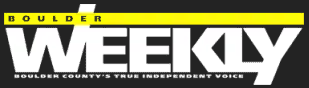 BOULDER
WEEKLY
BOULDER COUNTY'S TRUE INDEPENDENT VOICE